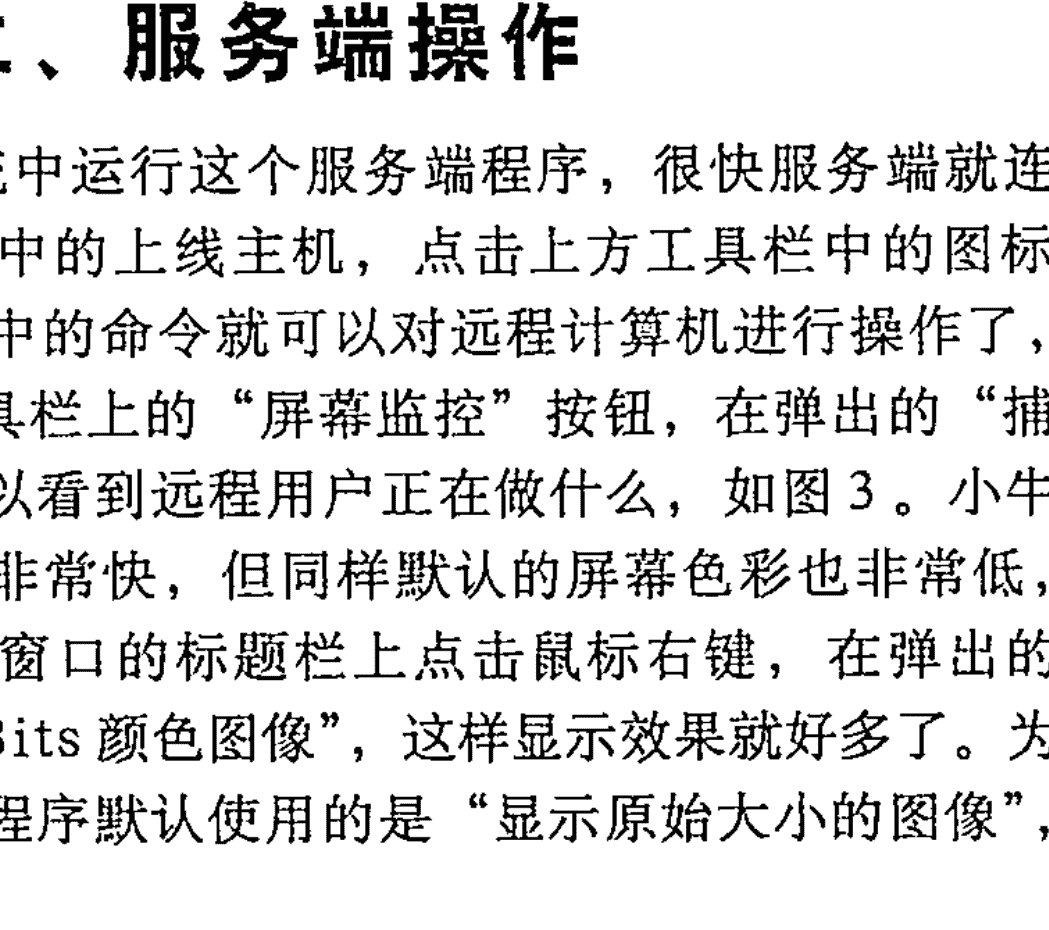 、服务端操作
中运行这个服务端程序，很快服务端就连
中的上线主机，点击上方工具栏中的图标
中的命令就可以对远程计算机进行操作了，
具栏上的“屏幕监控”按钮，在弹出的“捕
以看到远程用户正在做什么，如图3。小牛
非常快，但同样默认的屏幕色彩也非常低，
窗口的标题栏上点击鼠标右键，在弹出的
Bits颜色图像”，这样显示效果就好多了。为
程序默认使用的是“显示原始大小的图像”，